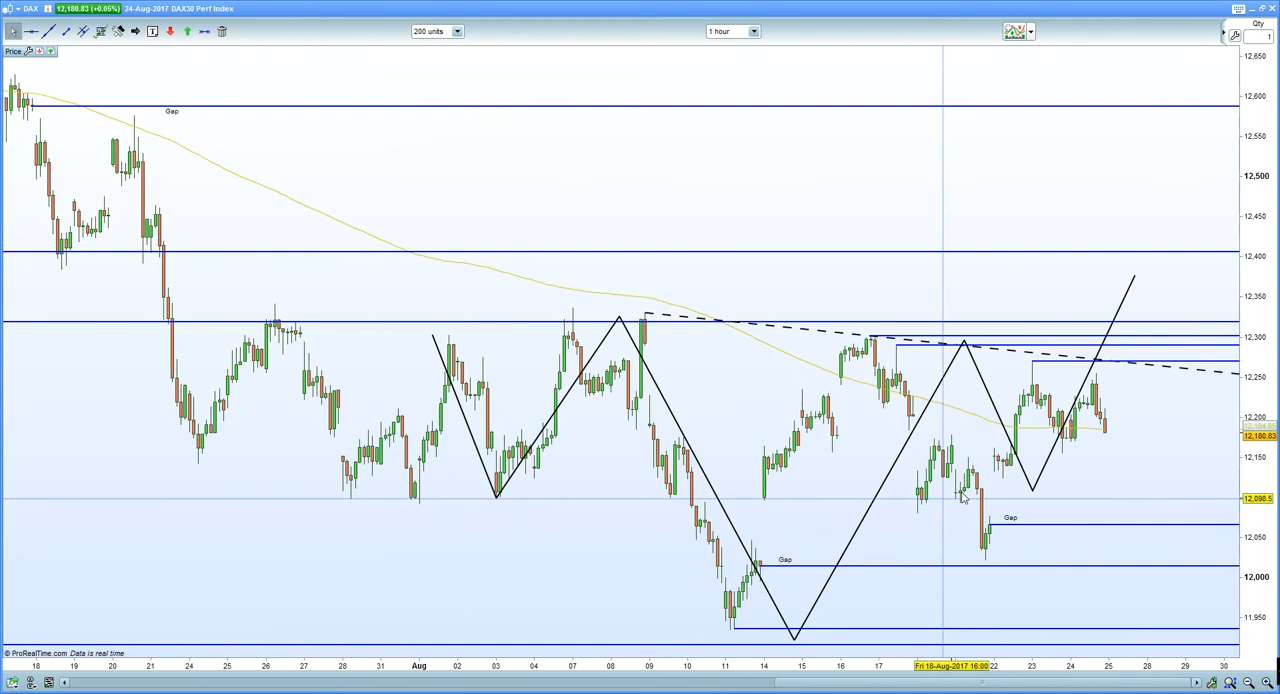 DAX 12,180.83 (+0.05%) 24-Aug-2017 DAX30 Perf Index
Qty
200 units 1 hour 1
Price
12,650
12,600
Gap
12,550
12,500
12,450
12,400
12,350
12,300
12,250
12,200
12,180.83
12,150
12,098.5
Gap
12,050
Gap
12,000
11,950
© ProRealTime.com Data is real time
18 19 20 21 24 25 26 27 28 31 Aug 02 03 04 07 08 09 10 11 14 15 16 17 Fri 18-Aug-2017 16:00 22 23 24 25 28 29 30